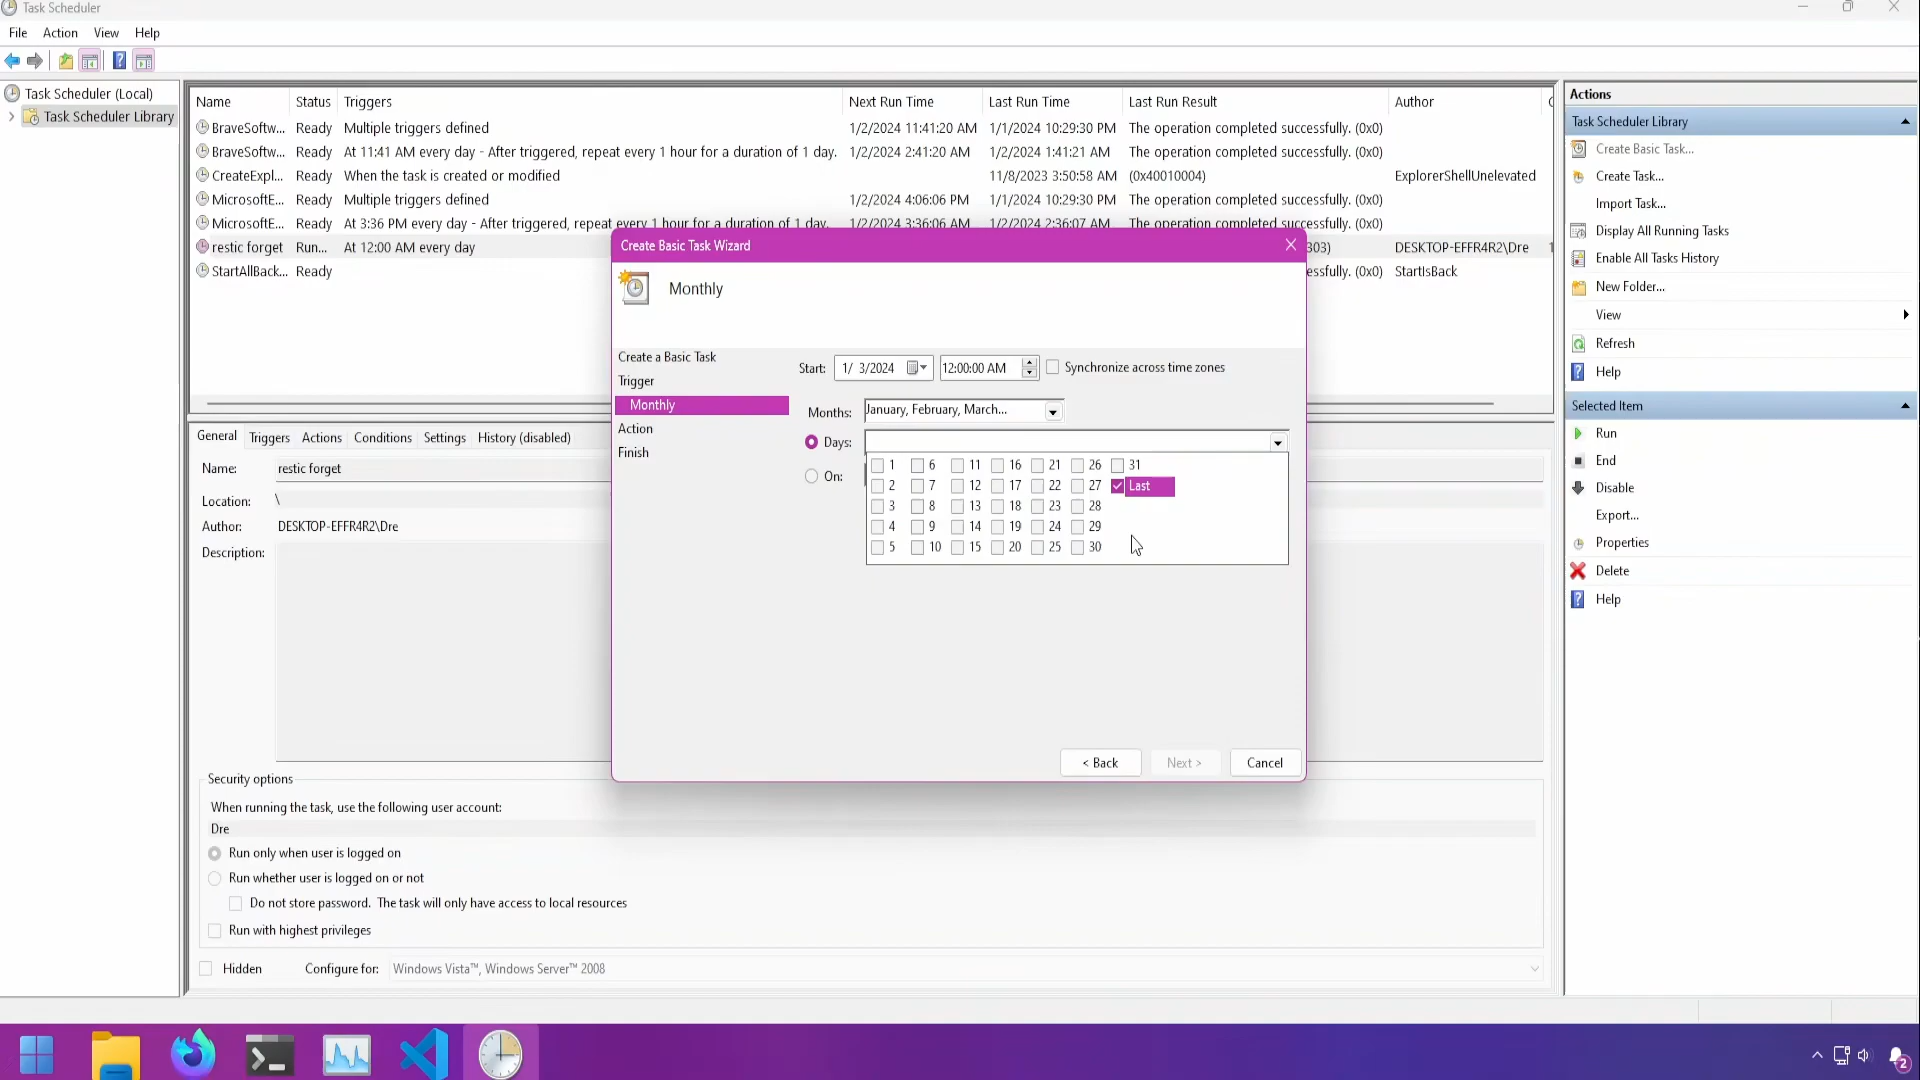 Task Scheduler
File Action View Help
Task Scheduler (Local)
Task Scheduler Library
Name Status Triggers Next Run Time Last Run Time Last Run Result Author
BraveSoftw... Ready Multiple triggers defined 1/2/2024 11:41:20 AM 1/1/2024 10:29:30 PM The operation completed successfully. (0x0)
BraveSoftw... Ready At 11:41 AM every day - After triggered, repeat every 1 hour for a duration of 1 day. 1/2/2024 2:41:20 AM 1/2/2024 1:41:21 AM The operation completed successfully. (0x0)
CreateExpl... Ready When the task is created or modified 11/8/2023 3:50:58 AM (0x40010004) ExplorerShellUnelevated
MicrosoftE... Ready Multiple triggers defined 1/2/2024 4:06:06 PM 1/1/2024 10:29:30 PM The operation completed successfully. (0x0)
MicrosoftE... Ready At 3:36 PM every day - After triggered, repeat every 1 hour for a duration of 1 day. 1/2/2024 3:36:06 AM 1/2/2024 2:36:07 AM The operation completed successfully. (0x0)
restic forget Run... At 12:00 AM every day 303) DESKTOP-EFFR4R2\Dre 1
StartAllBack... Ready essfully. (0x0) StartIsBack
Create Basic Task Wizard
Monthly
Create a Basic Task
Trigger
Monthly
Action
Finish
Start: 1/ 3/2024 12:00:00 AM Synchronize across time zones
Months: January, February, March...
Days:
On:
1 6 11 16 21 26 31
2 7 12 17 22 27 Last
3 8 13 18 23 28
4 9 14 19 24 29
5 10 15 20 25 30
< Back Next > Cancel
General Triggers Actions Conditions Settings History (disabled)
Name: restic forget
Location: \
Author: DESKTOP-EFFR4R2\Dre
Description:
Security options
When running the task, use the following user account:
Dre
Run only when user is logged on
Run whether user is logged on or not
Do not store password. The task will only have access to local resources
Run with highest privileges
Hidden Configure for: Windows Vista™, Windows Server™ 2008
Actions
Task Scheduler Library
Create Basic Task...
Create Task...
Import Task...
Display All Running Tasks
Enable All Tasks History
New Folder...
View
Refresh
Help
Selected Item
Run
End
Disable
Export...
Properties
Delete
Help
2